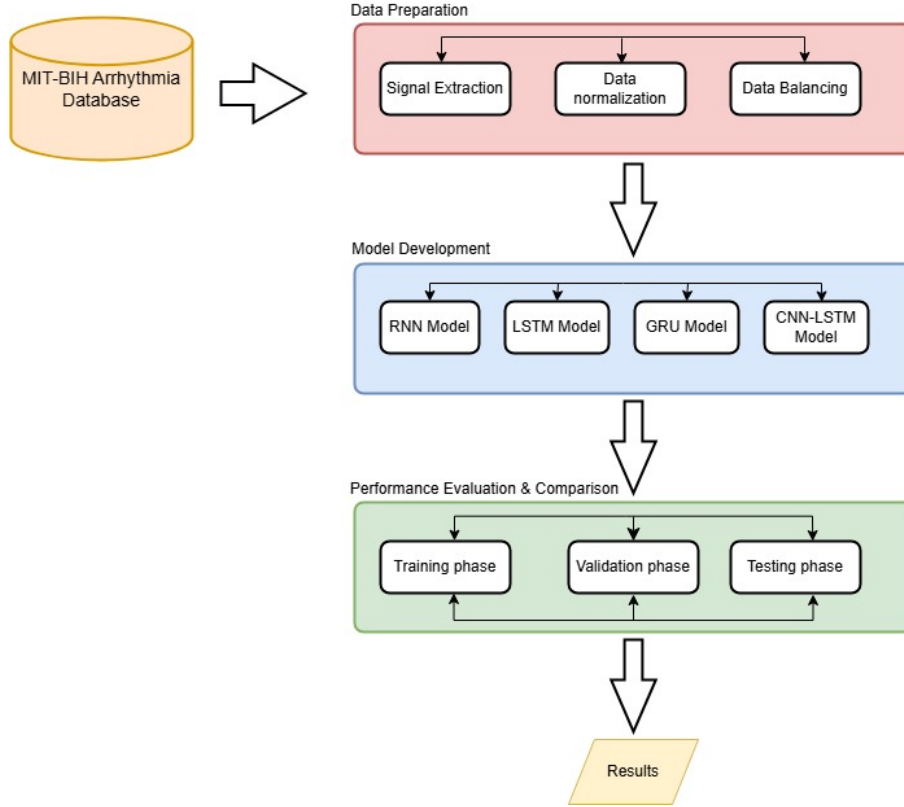 Data Preparation
MIT-BIH Arrhythmia
Database
Signal Extraction
Data
normalization
Data Balancing
Model Development
RNN Model
LSTM Model
GRU Model
CNN-LSTM
Model
Performance Evaluation & Comparison
Training phase
Validation phase
Testing phase
Results